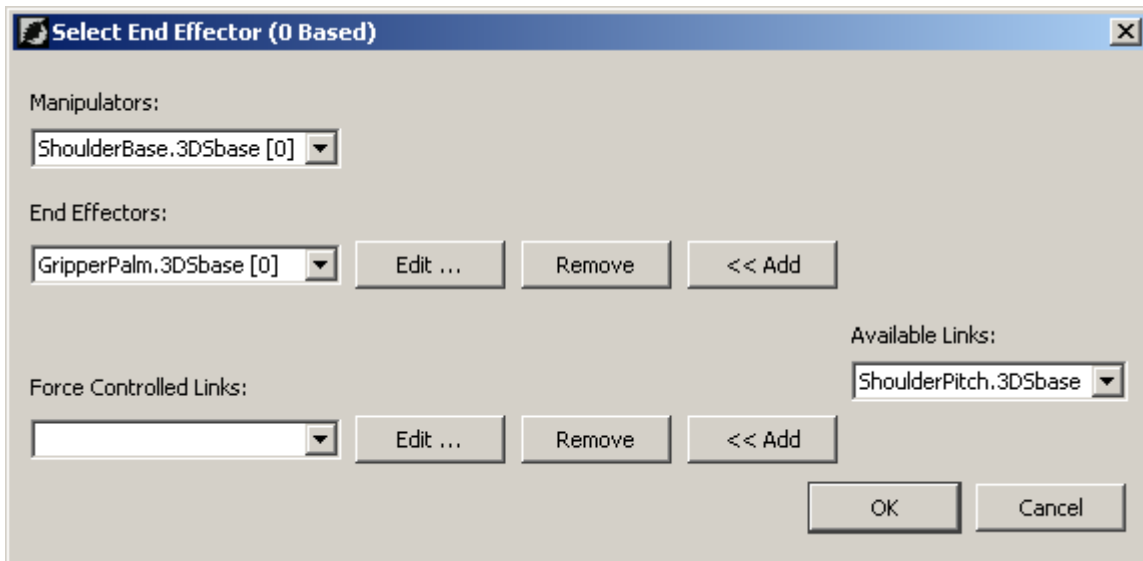 Select End Effector (0 Based)
Manipulators:
ShoulderBase.3DSbase [0]
End Effectors:
GripperPalm.3DSbase [0] Edit ... Remove << Add
Available Links:
ShoulderPitch.3DSbase
Force Controlled Links:
Edit ... Remove << Add
OK Cancel